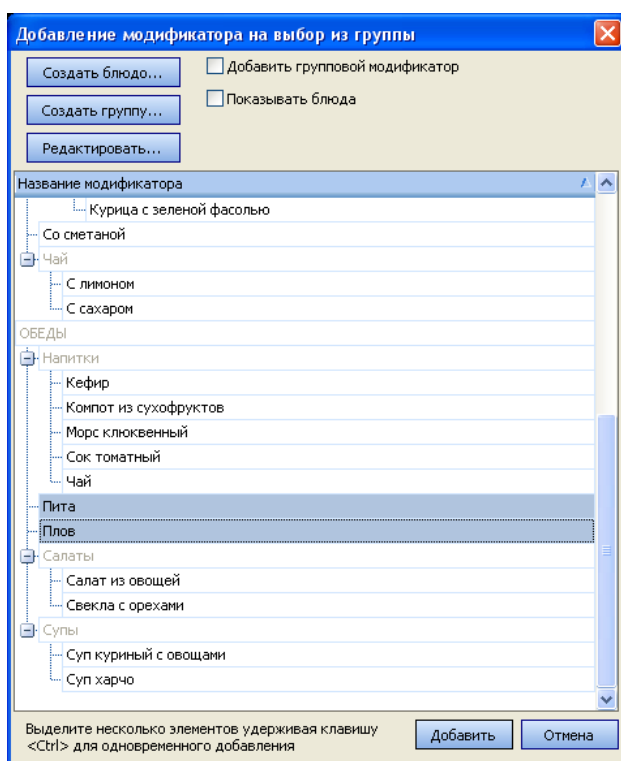 Добавление модификатора на выбор из группы
Создать блюдо...
Добавить групповой модификатор
Создать группу...
Показывать блюда
Редактировать...
Название модификатора
Курица с зеленой фасолью
Со сметаной
Чай
С лимоном
С сахаром
ОБЕДЫ
Напитки
Кефир
Компот из сухофруктов
Морс клюквенный
Сок томатный
Чай
Пита
Плов
Салаты
Салат из овощей
Свекла с орехами
Супы
Суп куриный с овощами
Суп харчо
Выделите несколько элементов удерживая клавишу
<Ctrl> для одновременного добавления
Добавить
Отмена